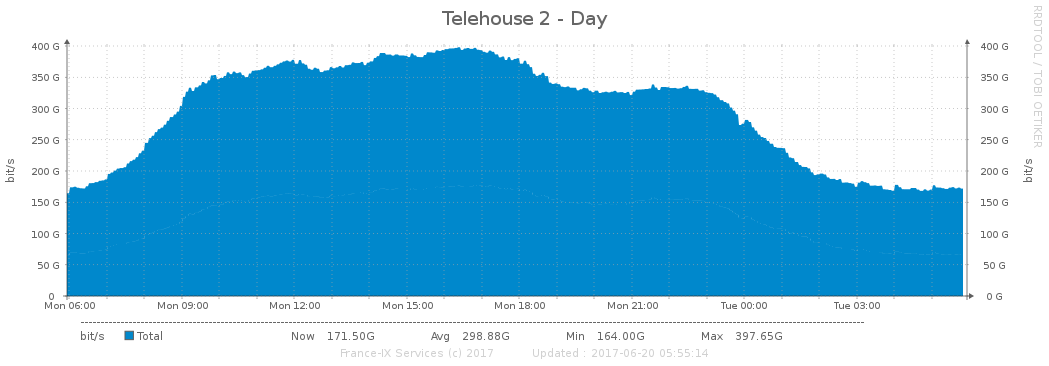 Telehouse 2 - Day
RRDTOOL / TOBI OETIKER
bit/s
bit/s
400 G 400 G
350 G 350 G
300 G 300 G
250 G 250 G
200 G 200 G
150 G 150 G
100 G 100 G
50 G 50 G
0 0 G
Mon 06:00 Mon 09:00 Mon 12:00 Mon 15:00 Mon 18:00 Mon 21:00 Tue 00:00 Tue 03:00
bit/s Total Now 171.50G Avg 298.88G Min 164.00G Max 397.65G
France-IX Services (c) 2017 Updated : 2017-06-20 05:55:14